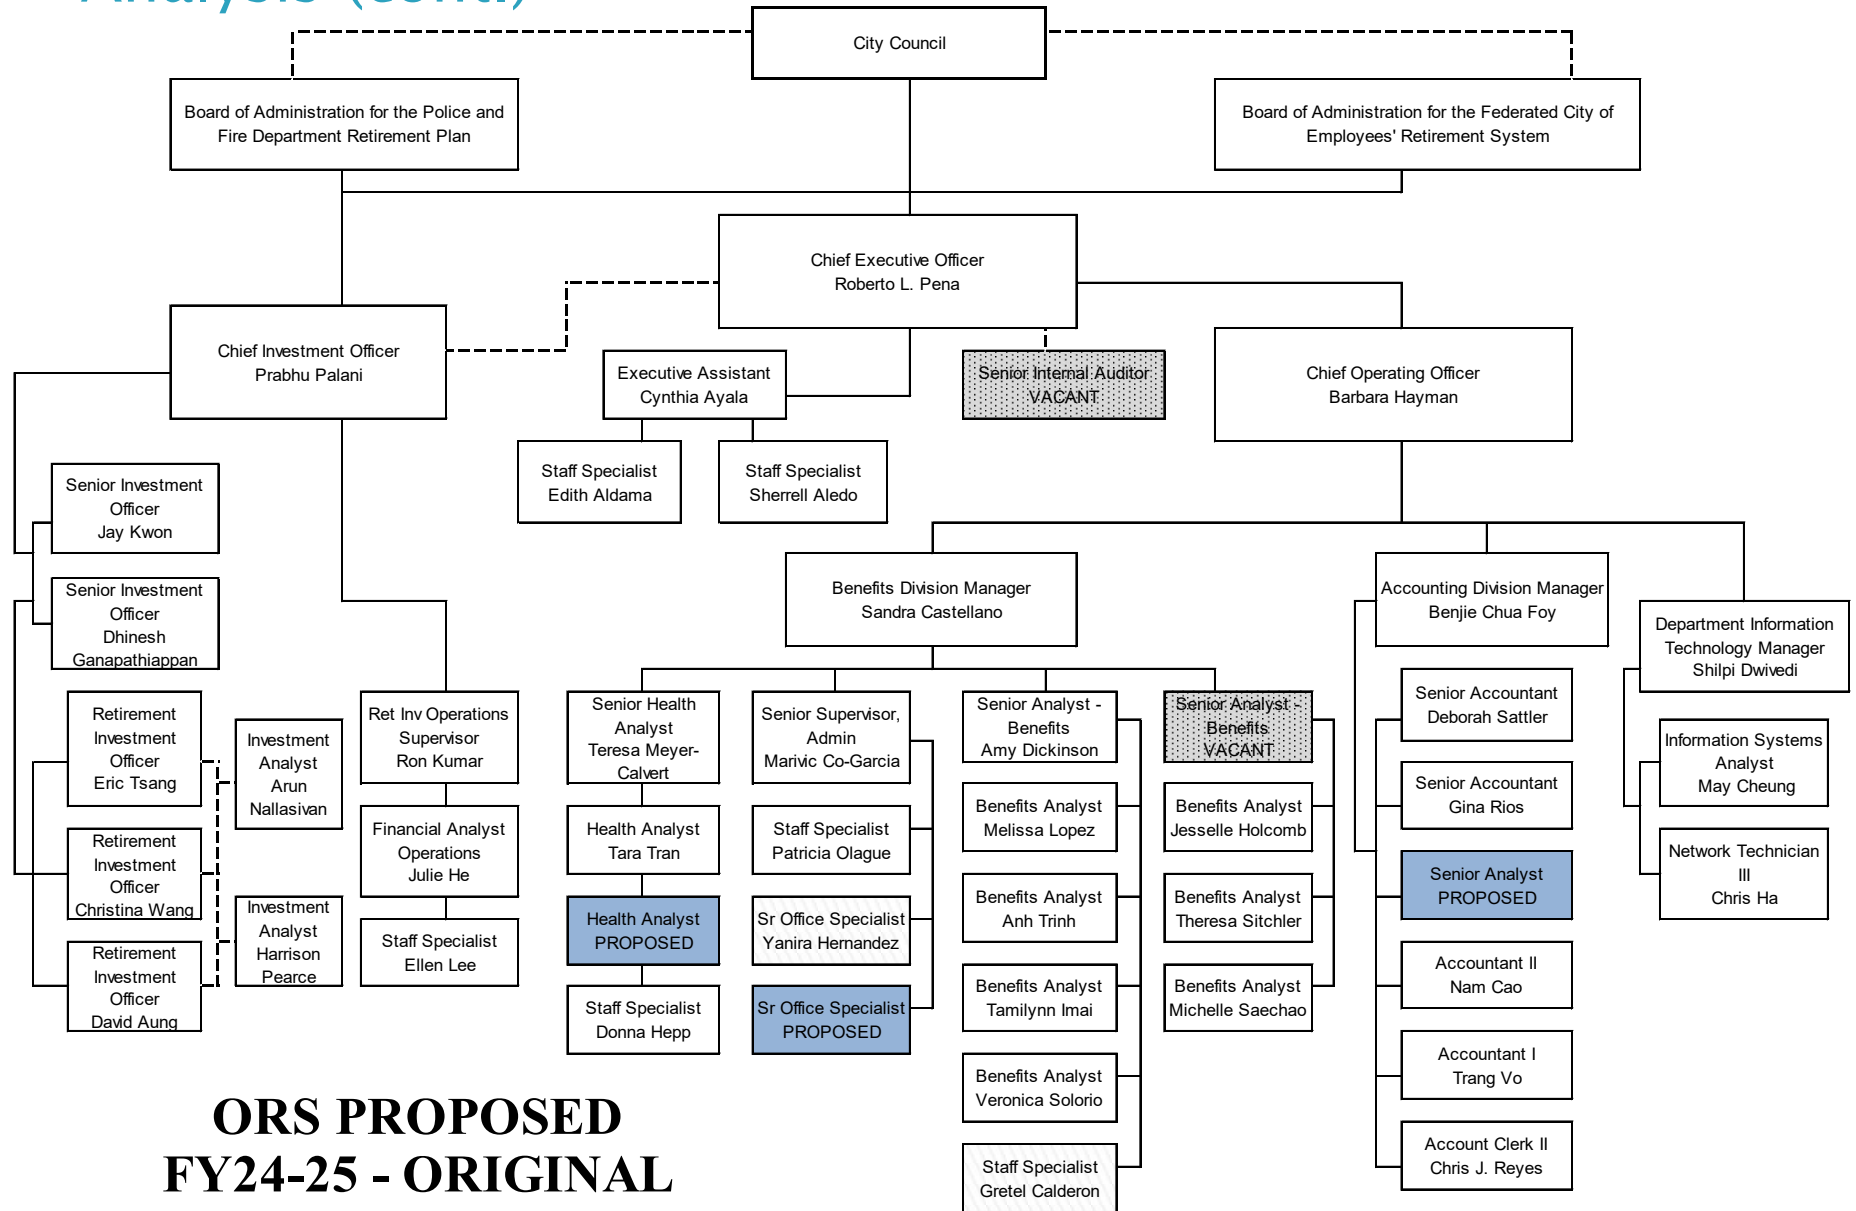 Analysis (cont.)
City Council
Board of Administration for the Police and
Fire Department Retirement Plan
Board of Administration for the Federated City of
Employees' Retirement System
Chief Executive Officer
Roberto L. Pena
Chief Investment Officer
Prabhu Palani
Executive Assistant
Cynthia Ayala
Senior Internal Auditor
VACANT
Chief Operating Officer
Barbara Hayman
Staff Specialist
Edith Aldama
Staff Specialist
Sherrell Aledo
Senior Investment
Officer
Jay Kwon
Senior Investment
Officer
Dhinesh
Ganapathiappan
Benefits Division Manager
Sandra Castellano
Accounting Division Manager
Benjie Chua Foy
Department Information
Technology Manager
Shilpi Dwivedi
Retirement
Investment
Officer
Eric Tsang
Investment
Analyst
Arun
Nallasivan
Retirement
Investment
Officer
Christina Wang
Investment
Analyst
Harrison
Pearce
Retirement
Investment
Officer
David Aung
Ret Inv Operations
Supervisor
Ron Kumar
Financial Analyst
Operations
Julie He
Staff Specialist
Ellen Lee
Senior Health
Analyst
Teresa Meyer-
Calvert
Health Analyst
Tara Tran
Health Analyst
PROPOSED
Staff Specialist
Donna Hepp
Senior Supervisor,
Admin
Marivic Co-Garcia
Staff Specialist
Patricia Olague
Sr Office Specialist
Yanira Hernandez
Sr Office Specialist
PROPOSED
Senior Analyst -
Benefits
Amy Dickinson
Benefits Analyst
Melissa Lopez
Benefits Analyst
Anh Trinh
Benefits Analyst
Tamilynn Imai
Benefits Analyst
Veronica Solorio
Staff Specialist
Gretel Calderon
Senior Analyst -
Benefits
VACANT
Benefits Analyst
Jesselle Holcomb
Benefits Analyst
Theresa Sitchler
Benefits Analyst
Michelle Saechao
Senior Accountant
Deborah Sattler
Senior Accountant
Gina Rios
Senior Analyst
PROPOSED
Accountant II
Nam Cao
Accountant I
Trang Vo
Account Clerk II
Chris J. Reyes
Information Systems
Analyst
May Cheung
Network Technician
III
Chris Ha
ORS PROPOSED
FY24-25 - ORIGINAL